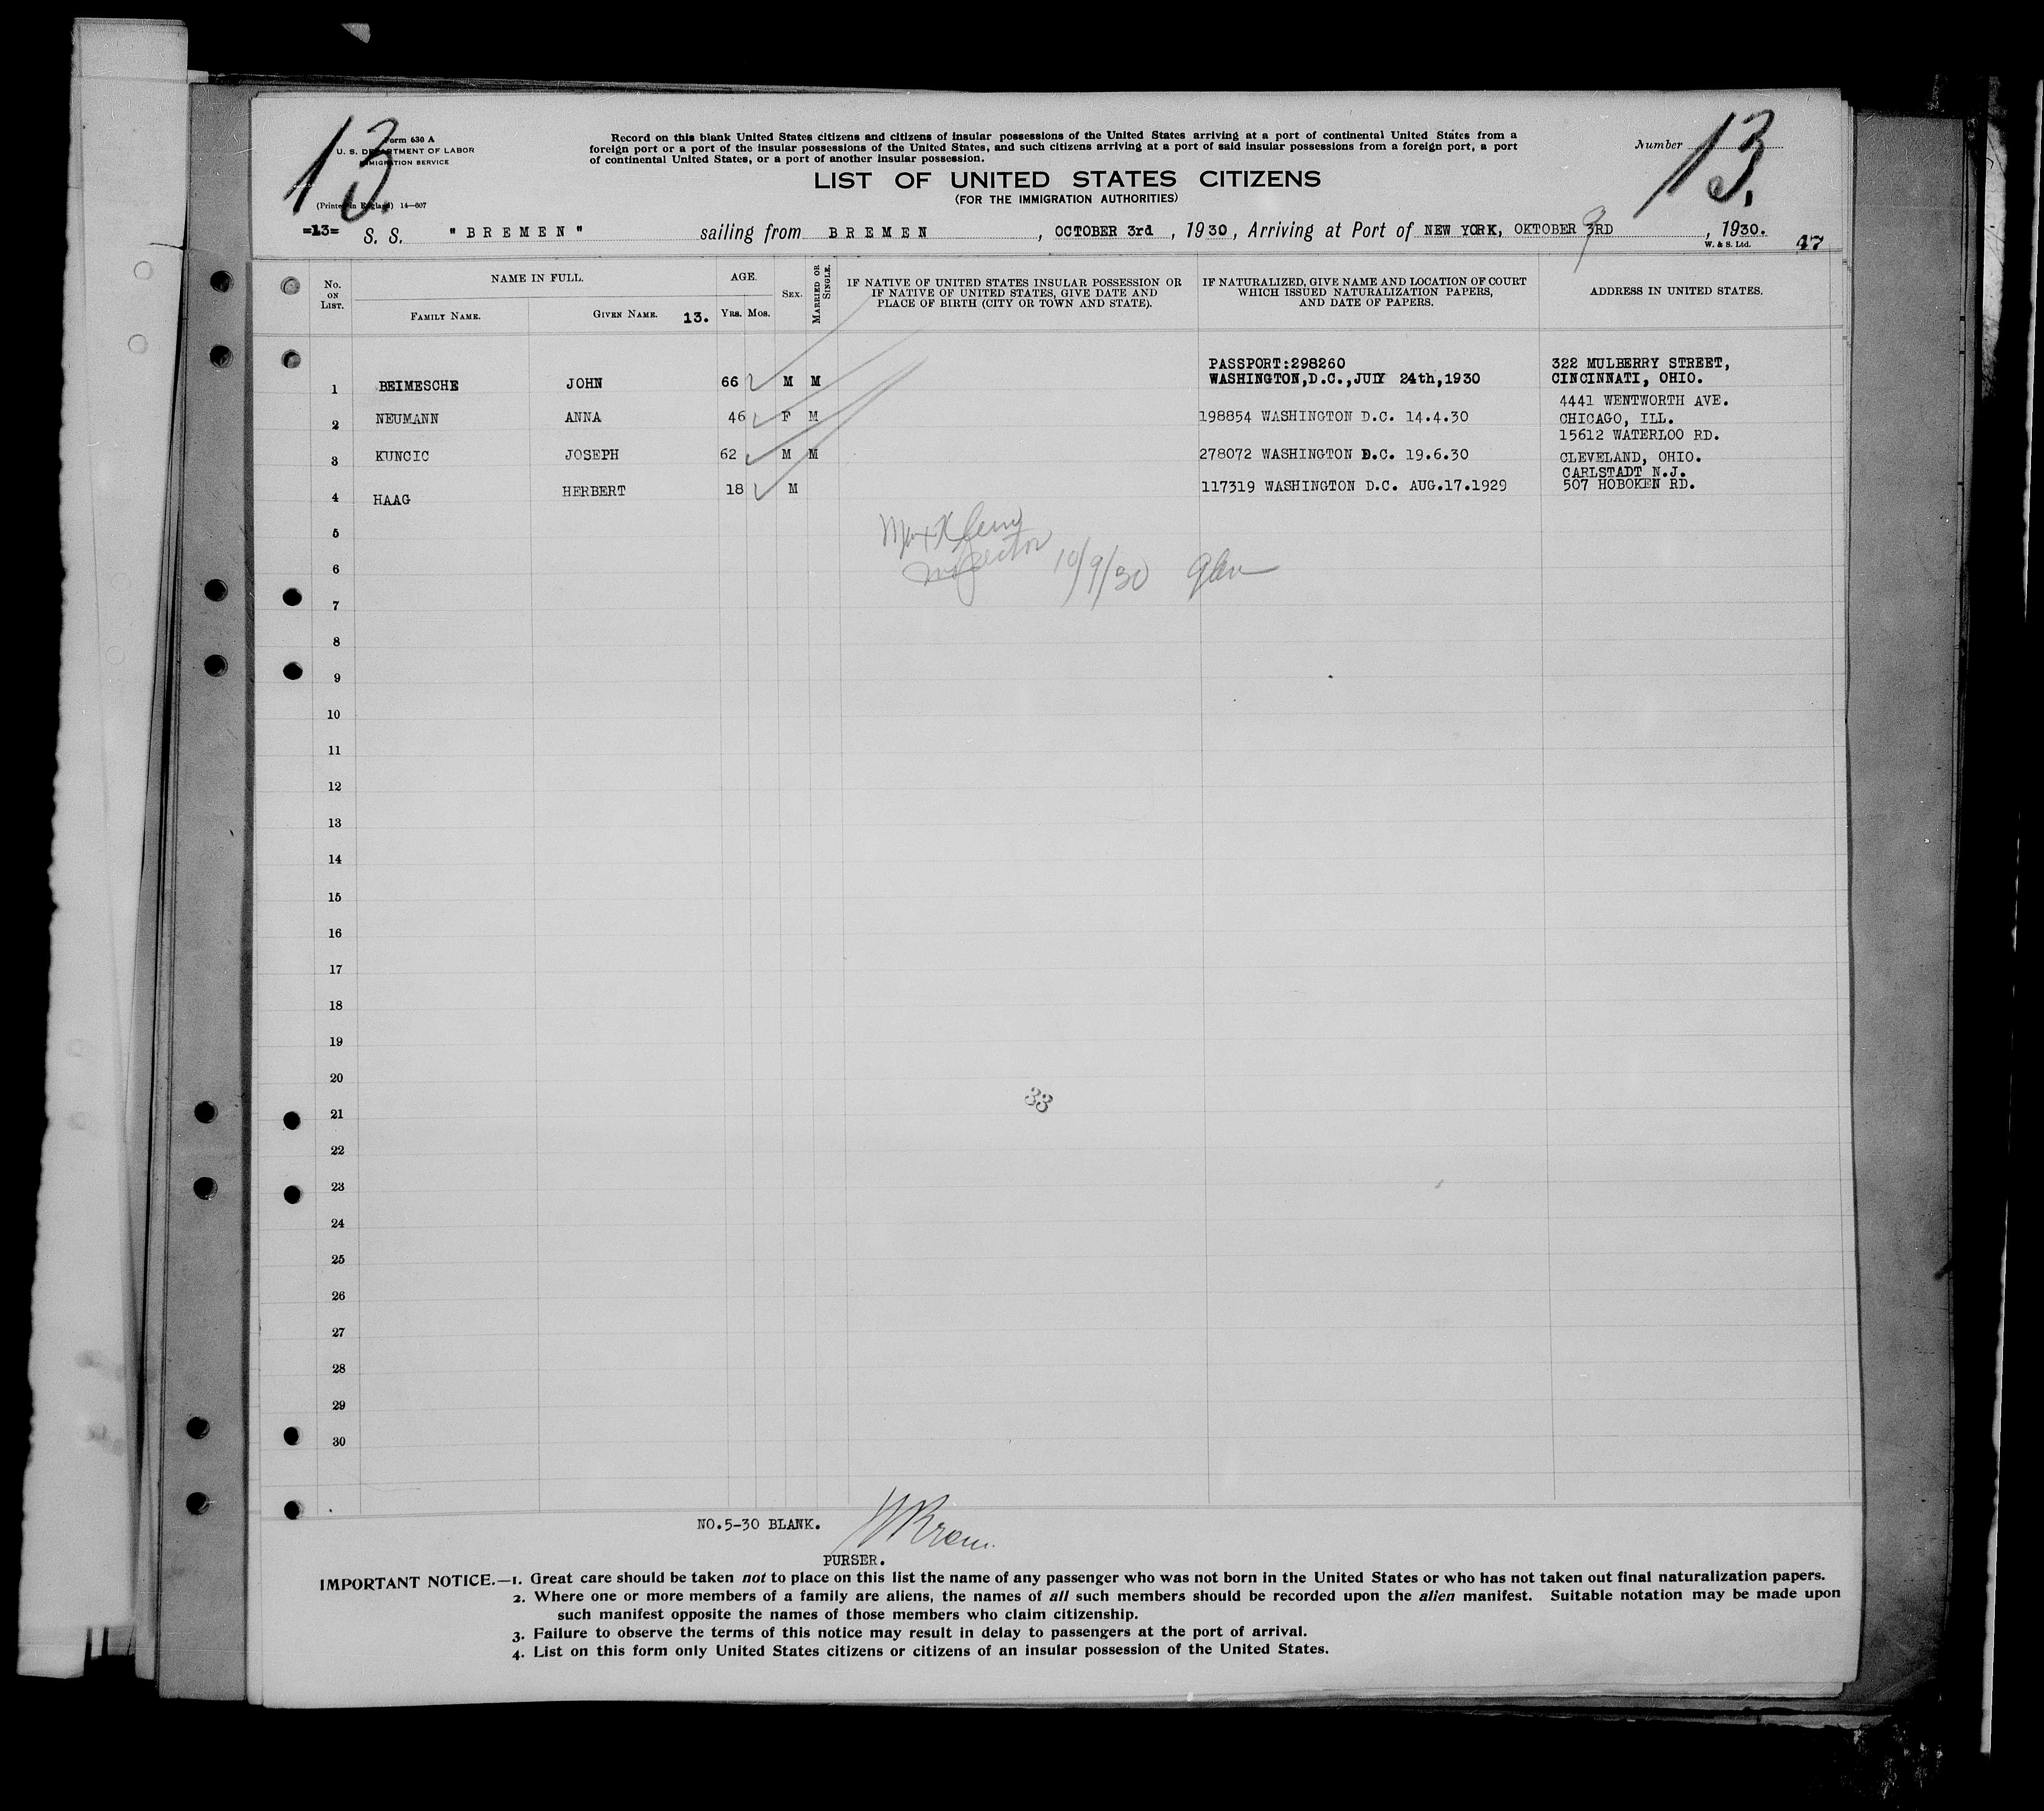 13.
Form 630 A
U. S. DEPARTMENT OF LABOR
IMMIGRATION SERVICE
(Printed in England) 14—607
Record on this blank United States citizens and citizens of insular possessions of the United States arriving at a port of continental United States from a
foreign port or a port of the insular possessions of the United States, and such citizens arriving at a port of said insular possessions from a foreign port, a port
of continental United States, or a port of another insular possession.
Number 13.
LIST OF UNITED STATES CITIZENS
(FOR THE IMMIGRATION AUTHORITIES)
=13= S. S. "BREMEN" sailing from BREMEN, OCTOBER 3rd, 1930, Arriving at Port of NEW YORK, OKTOBER 3RD 9, 1930.
W. & S. Ltd. 47
No. ON LIST. NAME IN FULL. AGE. SEX. MARRIED OR SINGLE. IF NATIVE OF UNITED STATES INSULAR POSSESSION OR IF NATIVE OF UNITED STATES, GIVE DATE AND PLACE OF BIRTH (CITY OR TOWN AND STATE). IF NATURALIZED, GIVE NAME AND LOCATION OF COURT WHICH ISSUED NATURALIZATION PAPERS, AND DATE OF PAPERS. ADDRESS IN UNITED STATES.
FAMILY NAME. GIVEN NAME. 13. YRS. MOS.
PASSPORT:298260 322 MULBERRY STREET,
1 BEIMESCHE JOHN 66 M M WASHINGTON,D.C.,JULY 24th,1930 CINCINNATI, OHIO.
4441 WENTWORTH AVE.
2 NEUMANN ANNA 46 F M 198854 WASHINGTON D.C. 14.4.30 CHICAGO, ILL.
15612 WATERLOO RD.
3 KUNCIC JOSEPH 62 M M 278072 WASHINGTON D.C. 19.6.30 CLEVELAND, OHIO.
CARLSTADT N.J.
4 HAAG HERBERT 18 M 117319 WASHINGTON D.C. AUG.17.1929 507 HOBOKEN RD.
5
Inspector 10/9/30
6
7
8
9
10
11
12
13
14
15
16
17
18
19
20
38
21
22
23
24
25
26
27
28
29
30
NO.5-30 BLANK.
PURSER.
IMPORTANT NOTICE.—1. Great care should be taken not to place on this list the name of any passenger who was not born in the United States or who has not taken out final naturalization papers.
2. Where one or more members of a family are aliens, the names of all such members should be recorded upon the alien manifest. Suitable notation may be made upon
such manifest opposite the names of those members who claim citizenship.
3. Failure to observe the terms of this notice may result in delay to passengers at the port of arrival.
4. List on this form only United States citizens or citizens of an insular possession of the United States.